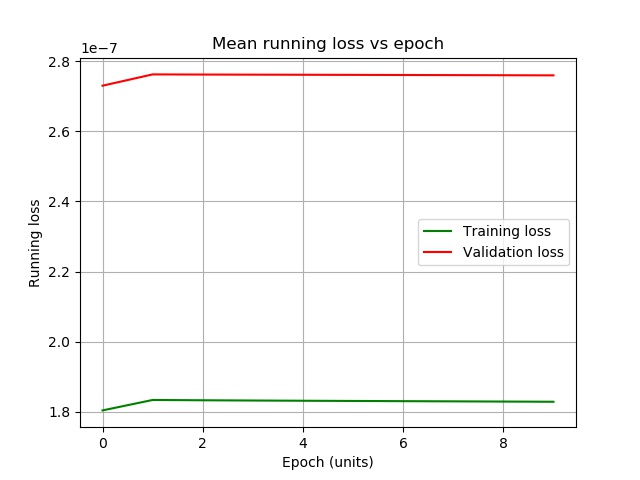 Mean running loss vs epoch
1e−7
2.8
2.6
2.4
2.2
2.0
1.8
Running loss
Training loss
Validation loss
0 2 4 6 8
Epoch (units)